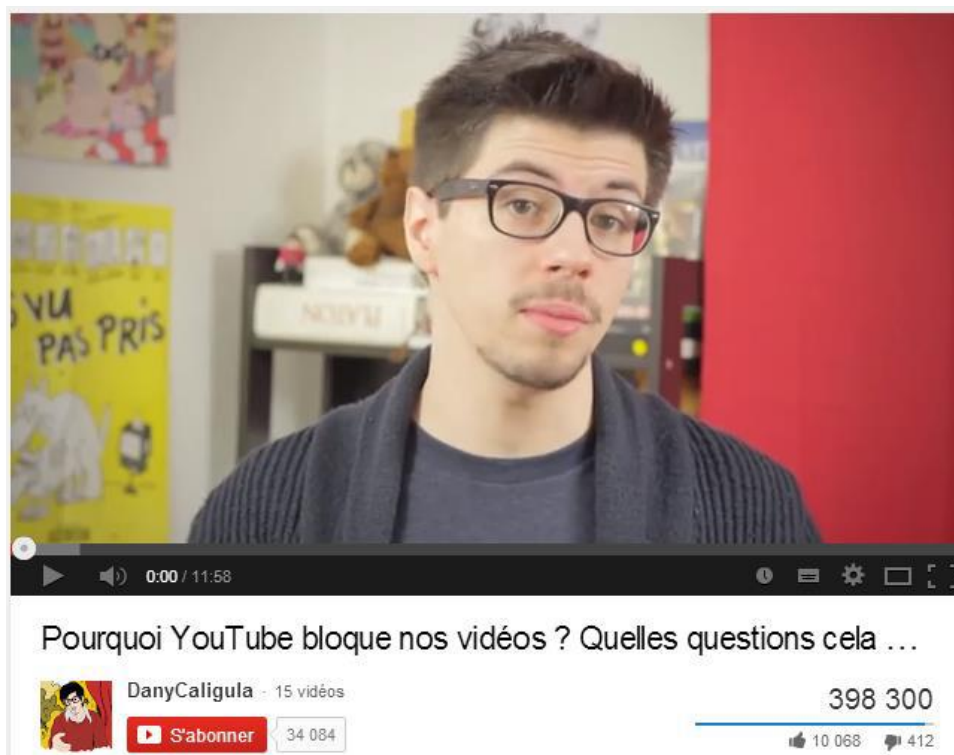 VU
PAS PRIS
PLATON
0:00 / 11:58
Pourquoi YouTube bloque nos vidéos ? Quelles questions cela ...
DanyCaligula · 15 vidéos
S'abonner
34 084
398 300
10 068
412